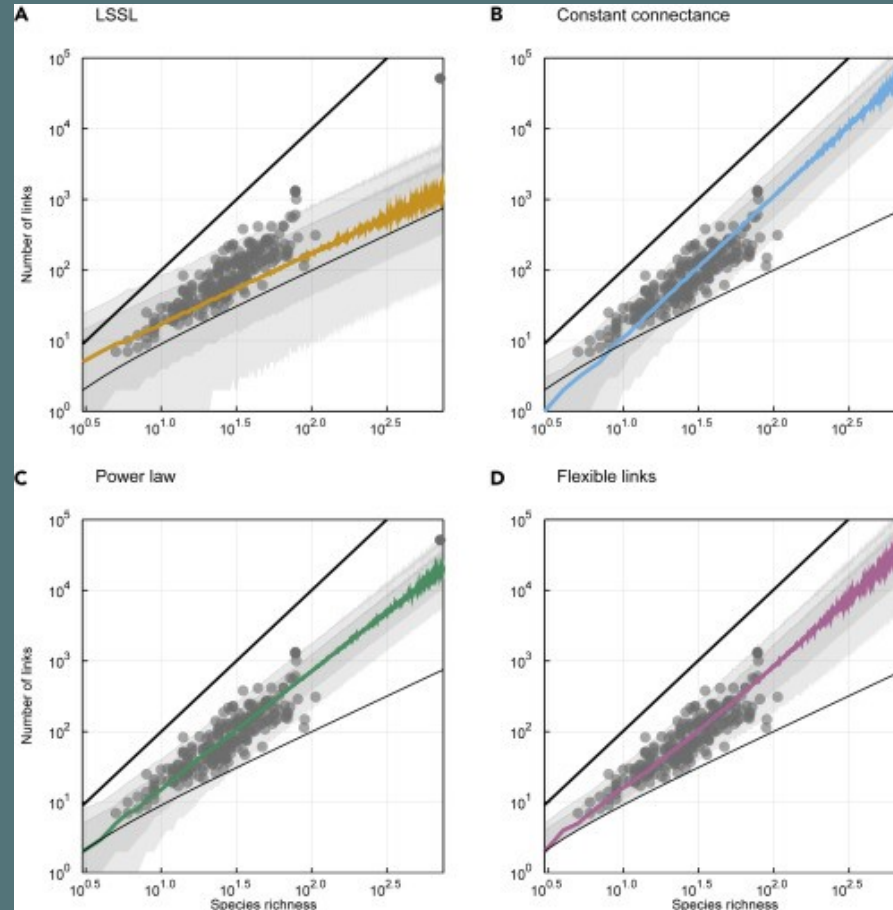 A LSSL
B Constant connectance
10^5 10^5
10^4 10^4
10^3 10^3
Number of links
10^2 10^2
10^1 10^1
10^0 10^0
10^0.5 10^1.0 10^1.5 10^2.0 10^2.5
10^0.5 10^1.0 10^1.5 10^2.0 10^2.5
C Power law
D Flexible links
10^5 10^5
10^4 10^4
10^3 10^3
Number of links
10^2 10^2
10^1 10^1
10^0 10^0
10^0.5 10^1.0 10^1.5 10^2.0 10^2.5
10^0.5 10^1.0 10^1.5 10^2.0 10^2.5
Species richness
Species richness